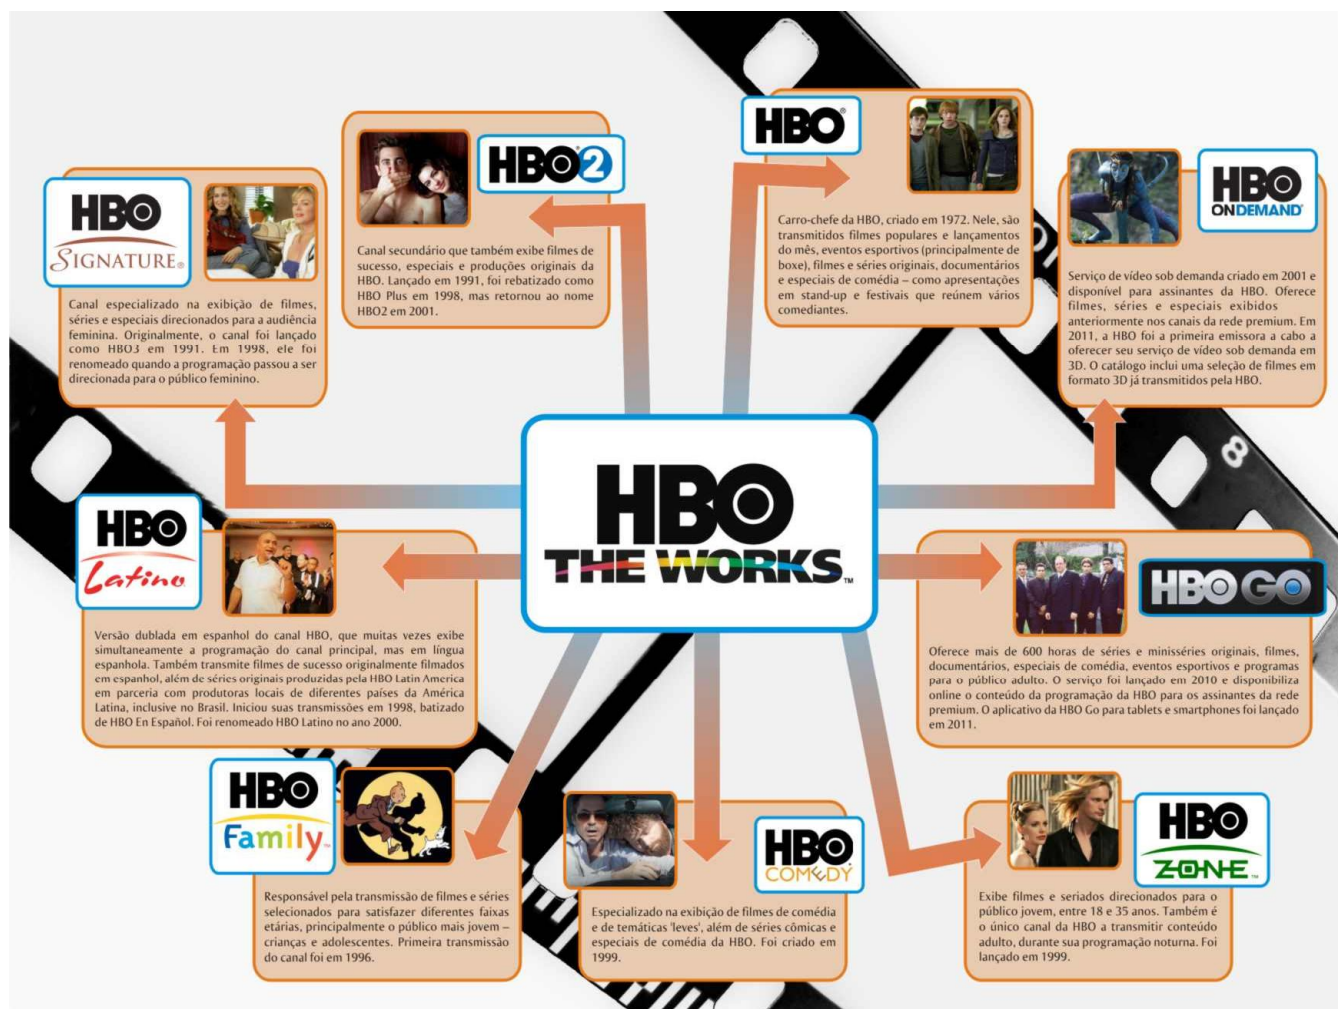 HBO
SIGNATURE
Canal especializado na exibição de filmes,
séries e especiais direcionados para a audiência
feminina. Originalmente, o canal foi lançado
como HBO3 em 1991. Em 1998, ele foi
renomeado quando a programação passou a ser
direcionada para o público feminino.
HBO2
Canal secundário que também exibe filmes de
sucesso, especiais e produções originais da
HBO. Lançado em 1991, foi rebatizado como
HBO Plus em 1998, mas retornou ao nome
HBO2 em 2001.
HBO
Carro-chefe da HBO, criado em 1972. Nele, são
transmitidos filmes populares e lançamentos
do mês, eventos esportivos (principalmente de
boxe), filmes e séries originais, documentários
e especiais de comédia – como apresentações
em stand-up e festivais que reúnem vários
comediantes.
HBO
ONDEMAND
Serviço de vídeo sob demanda criado em 2001 e
disponível para assinantes da HBO. Oferece
filmes, séries e especiais exibidos
anteriormente nos canais da rede premium. Em
2011, a HBO foi a primeira emissora a cabo a
oferecer seu serviço de vídeo sob demanda em
3D. O catálogo inclui uma seleção de filmes em
formato 3D já transmitidos pela HBO.
8
HBO
THE WORKS™
HBO
Latino
Versão dublada em espanhol do canal HBO, que muitas vezes exibe
simultaneamente a programação do canal principal, mas em língua
espanhola. Também transmite filmes de sucesso originalmente filmados
em espanhol, além de séries originais produzidas pela HBO Latin America
em parceria com produtoras locais de diferentes países da América
Latina, inclusive no Brasil. Iniciou suas transmissões em 1998, batizado
de HBO En Español. Foi renomeado HBO Latino no ano 2000.
HBO GO
Oferece mais de 600 horas de séries e minisséries originais, filmes,
documentários, especiais de comédia, eventos esportivos e programas
para o público adulto. O serviço foi lançado em 2010 e disponibiliza
online o conteúdo da programação da HBO para os assinantes da rede
premium. O aplicativo da HBO Go para tablets e smartphones foi lançado
em 2011.
HBO
Family
Responsável pela transmissão de filmes e séries
selecionados para satisfazer diferentes faixas
etárias, principalmente o público mais jovem –
crianças e adolescentes. Primeira transmissão
do canal foi em 1996.
HBO
COMEDY
Especializado na exibição de filmes de comédia
e de temáticas 'leves', além de séries cômicas e
especiais de comédia da HBO. Foi criado em
1999.
HBO
ZONE
Exibe filmes e seriados direcionados para o
público jovem, entre 18 e 35 anos. Também é
o único canal da HBO a transmitir conteúdo
adulto, durante sua programação noturna. Foi
lançado em 1999.